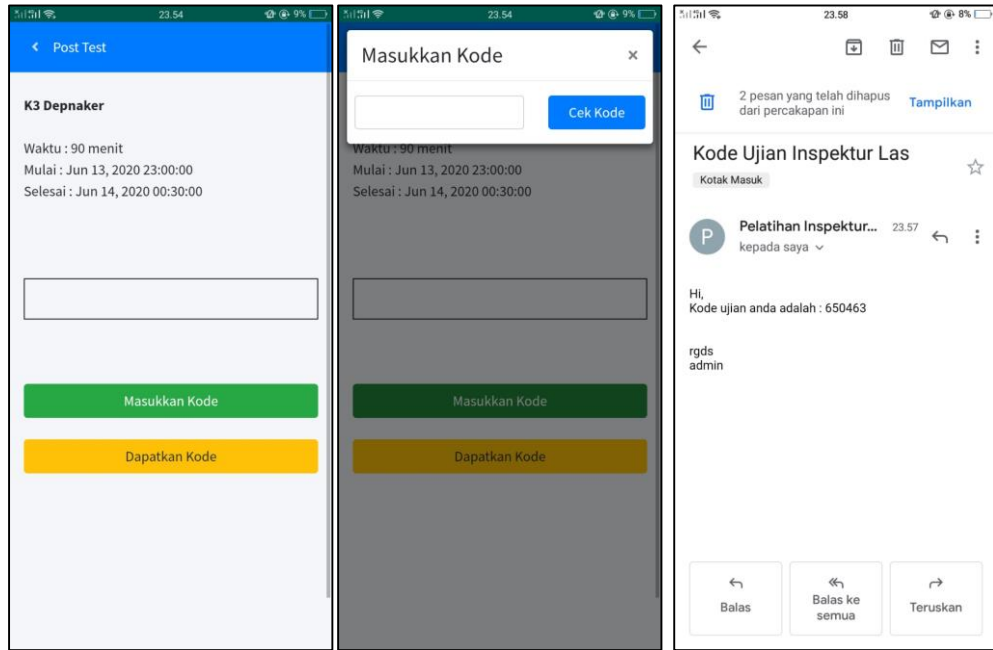 23.54
9%
Post Test
K3 Depnaker
Waktu : 90 menit
Mulai : Jun 13, 2020 23:00:00
Selesai : Jun 14, 2020 00:30:00
Masukkan Kode
Dapatkan Kode
23.54
9%
Masukkan Kode ×
Cek Kode
Waktu : 90 menit
Mulai : Jun 13, 2020 23:00:00
Selesai : Jun 14, 2020 00:30:00
Masukkan Kode
Dapatkan Kode
23.58
8%
2 pesan yang telah dihapus
dari percakapan ini
Tampilkan
Kode Ujian Inspektur Las
Kotak Masuk
P
Pelatihan Inspektur... 23.57
kepada saya
Hi,
Kode ujian anda adalah : 650463
rgds
admin
Balas
Balas ke
semua
Teruskan